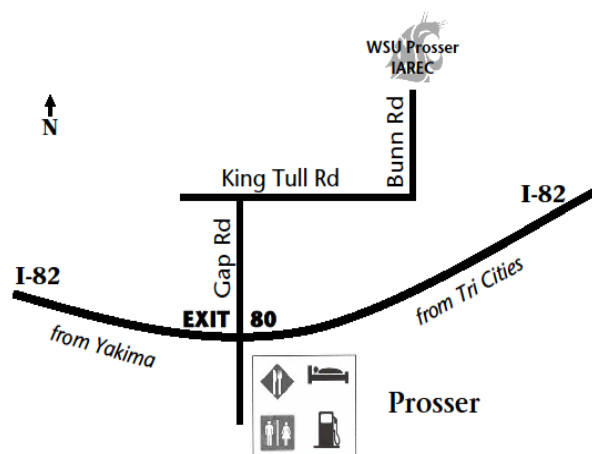 WSU Prosser
IAREC
N
Bunn Rd
King Tull Rd
I-82
Gap Rd
I-82
from Tri Cities
EXIT 80
from Yakima
Prosser